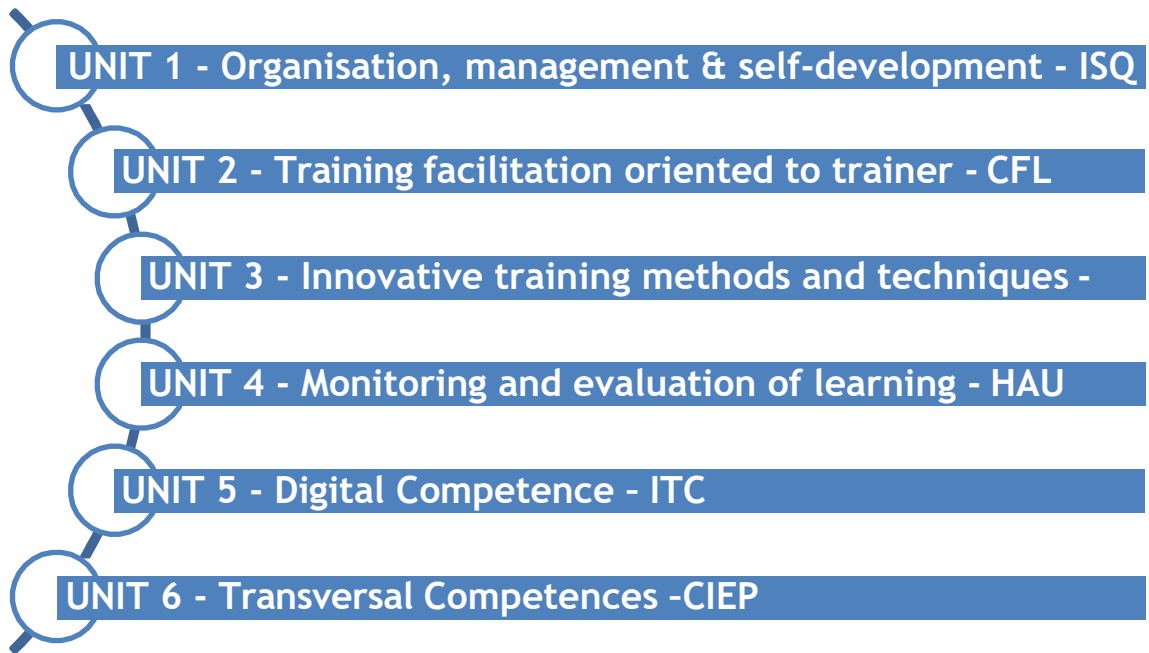 UNIT 1 - Organisation, management & self-development - ISQ
UNIT 2 - Training facilitation oriented to trainer - CFL
UNIT 3 - Innovative training methods and techniques -
UNIT 4 - Monitoring and evaluation of learning - HAU
UNIT 5 - Digital Competence – ITC
UNIT 6 - Transversal Competences –CIEP